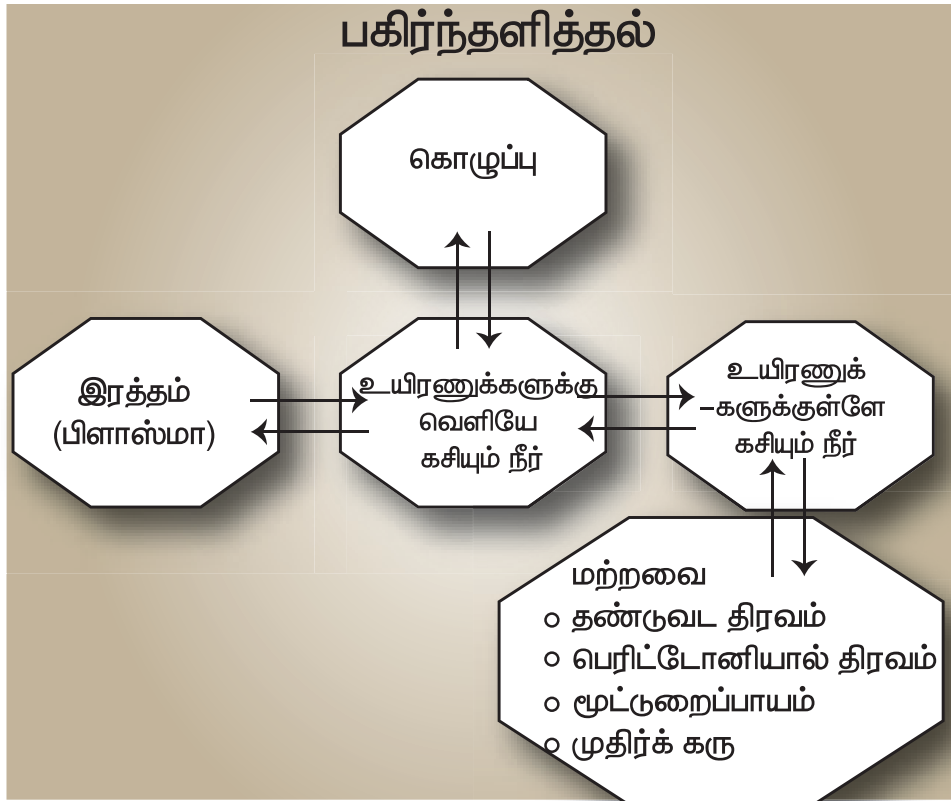 பகிர்ந்தளித்தல்
கொழுப்பு
இரத்தம்
(பிளாஸ்மா)
உயிரணுக்களுக்கு
வெளியே
கசியும் நீர்
உயிரணுக்
-களுக்குள்ளே
கசியும் நீர்
மற்றவை
தண்டுவட திரவம்
பெரிட்டோனியால் திரவம்
மூட்டுறைப்பாயம்
முதிர்க் கரு